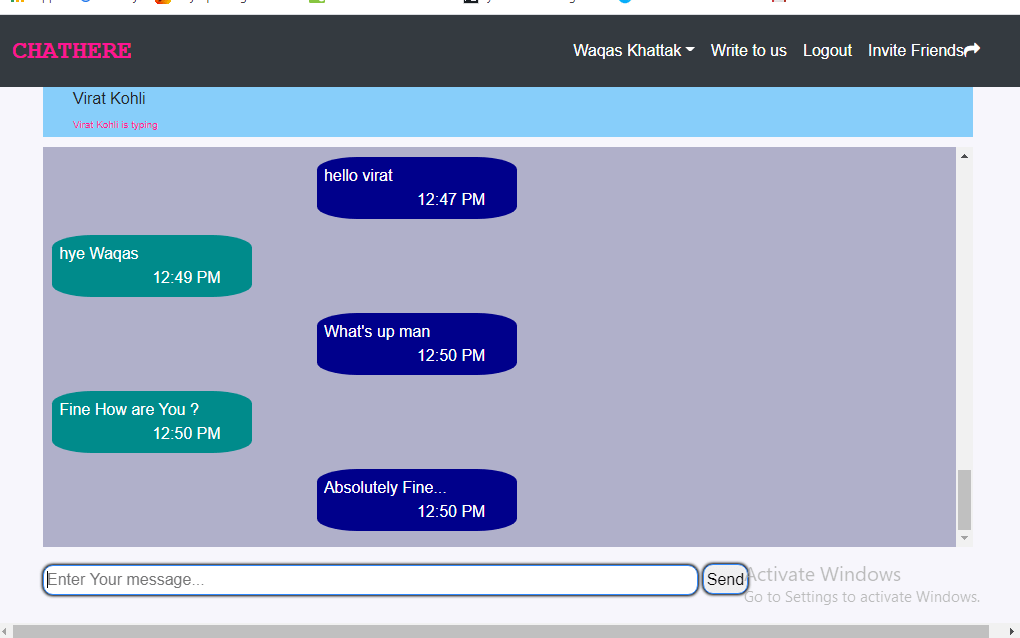 CHATHERE
Waqas Khattak Write to us Logout Invite Friends
Virat Kohli
Virat Kohli is typing
hello virat
12:47 PM
hye Waqas
12:49 PM
What's up man
12:50 PM
Fine How are You ?
12:50 PM
Absolutely Fine...
12:50 PM
Enter Your message...
Send
Activate Windows
Go to Settings to activate Windows.